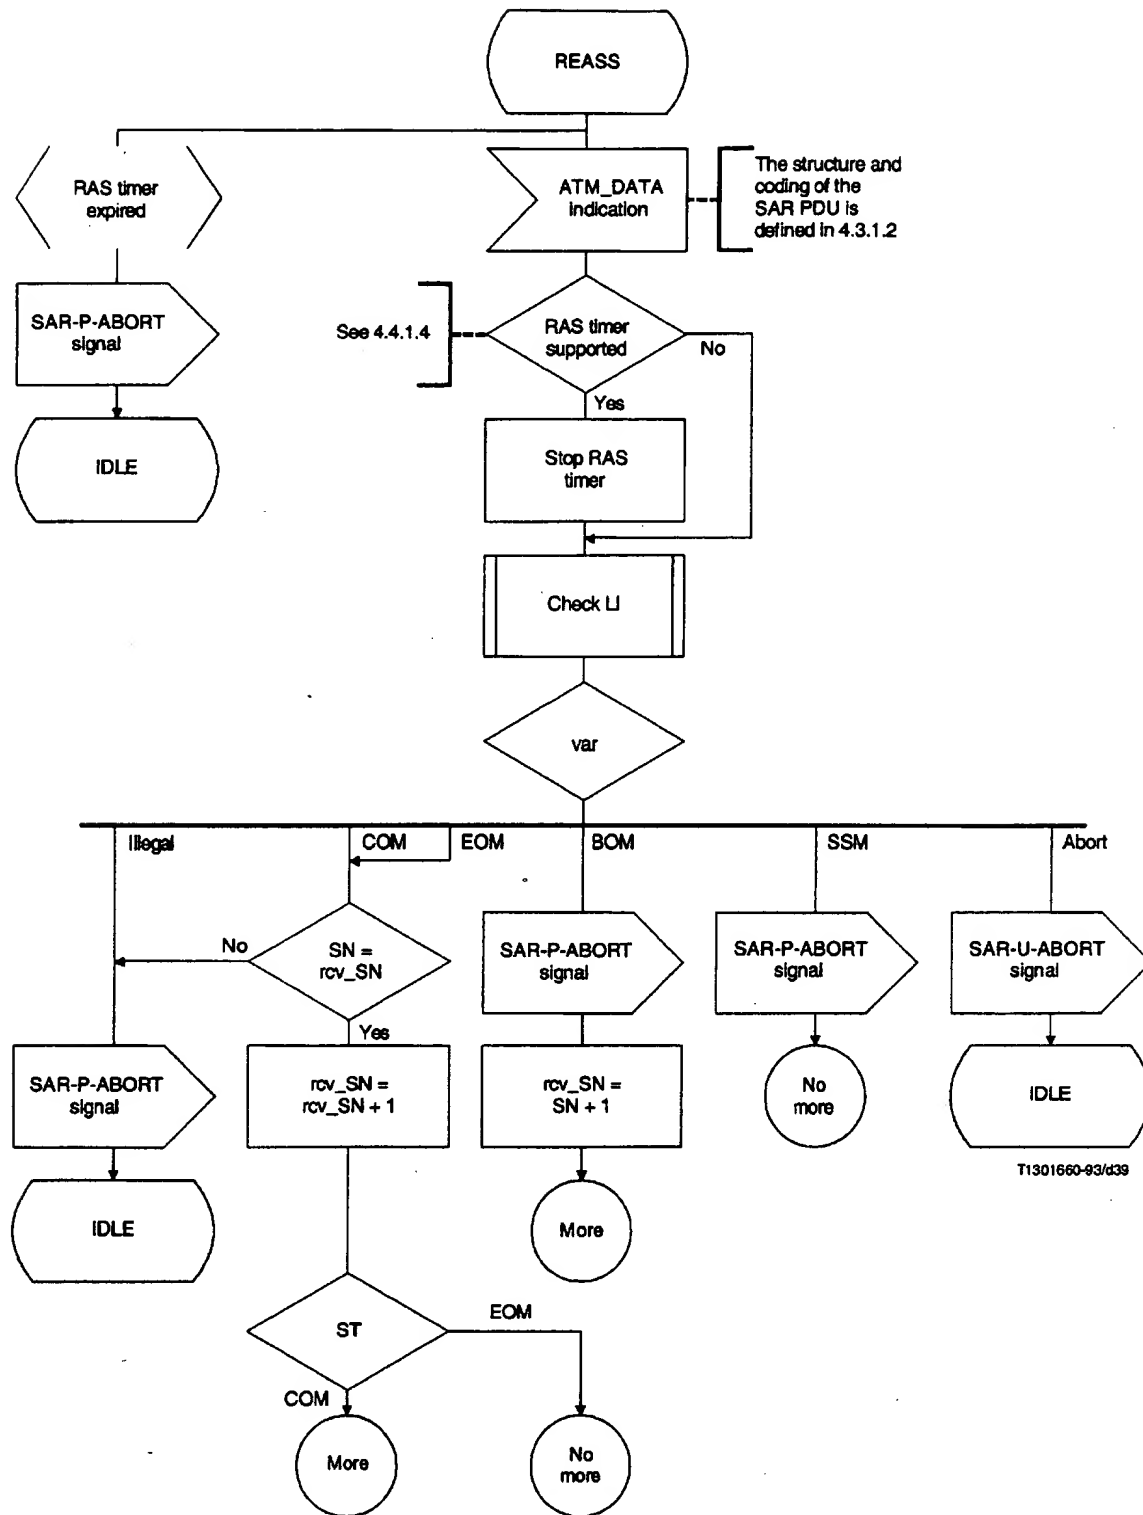 REASS
RAS timer
expired
ATM_DATA
indication
The structure and
coding of the
SAR PDU is
defined in 4.3.1.2
SAR-P-ABORT
signal
See 4.4.1.4
RAS timer
supported
No
Yes
IDLE
Stop RAS
timer
Check LI
var
Illegal
COM
EOM
BOM
SSM
Abort
No
SN =
rcv_SN
SAR-P-ABORT
signal
SAR-P-ABORT
signal
SAR-U-ABORT
signal
Yes
SAR-P-ABORT
signal
rcv_SN =
rcv_SN + 1
rcv_SN =
SN + 1
No
more
IDLE
T1301660-93/d39
IDLE
More
ST
EOM
COM
More
No
more